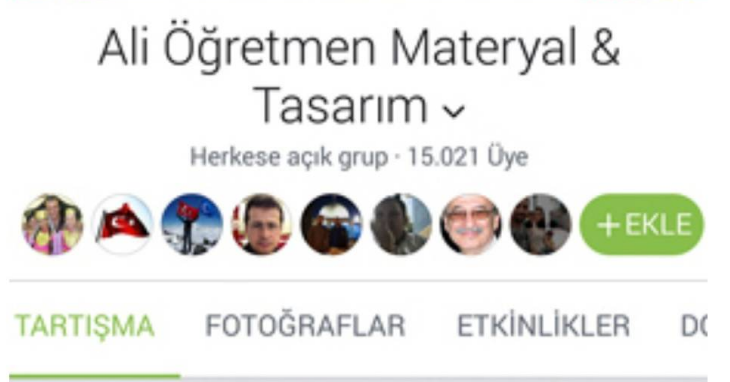 Ali Öğretmen Materyal &
Tasarım
Herkese açık grup · 15.021 Üye
+ EKLE
TARTIŞMA FOTOĞRAFLAR ETKİNLİKLER